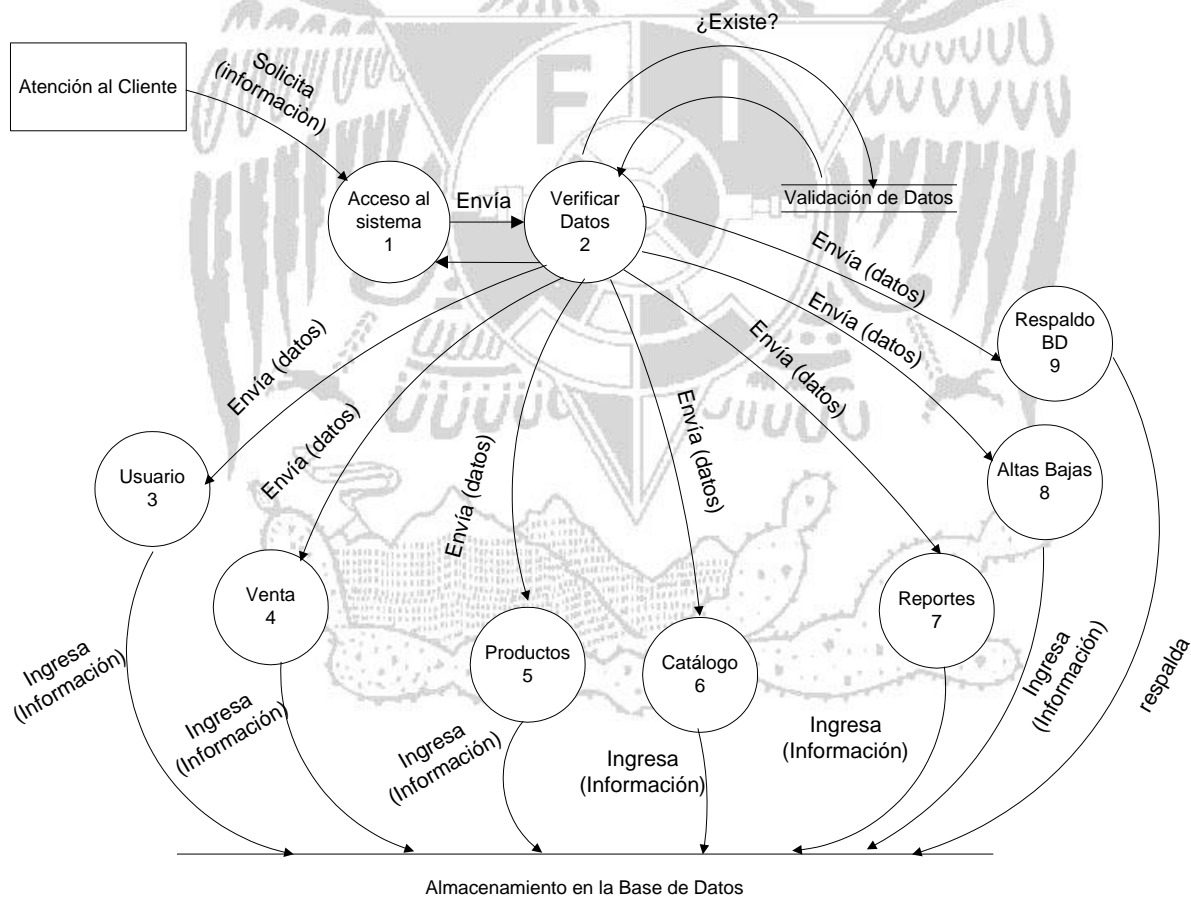 ¿Existe?
Atención al Cliente
Solicita
(información)
Acceso al
sistema
1
Envía
Verificar
Datos
2
Validación de Datos
Envía (datos)
Envía (datos)
Envía (datos)
Envía (datos)
Envía (datos)
Envía (datos)
Envía (datos)
Respaldo
BD
9
Usuario
3
Altas Bajas
8
Venta
4
Productos
5
Catálogo
6
Reportes
7
Ingresa
(Información)
Ingresa
(Información)
Ingresa
(Información)
Ingresa
(Información)
Ingresa
(Información)
Ingresa
(Información)
respalda
Almacenamiento en la Base de Datos
F I